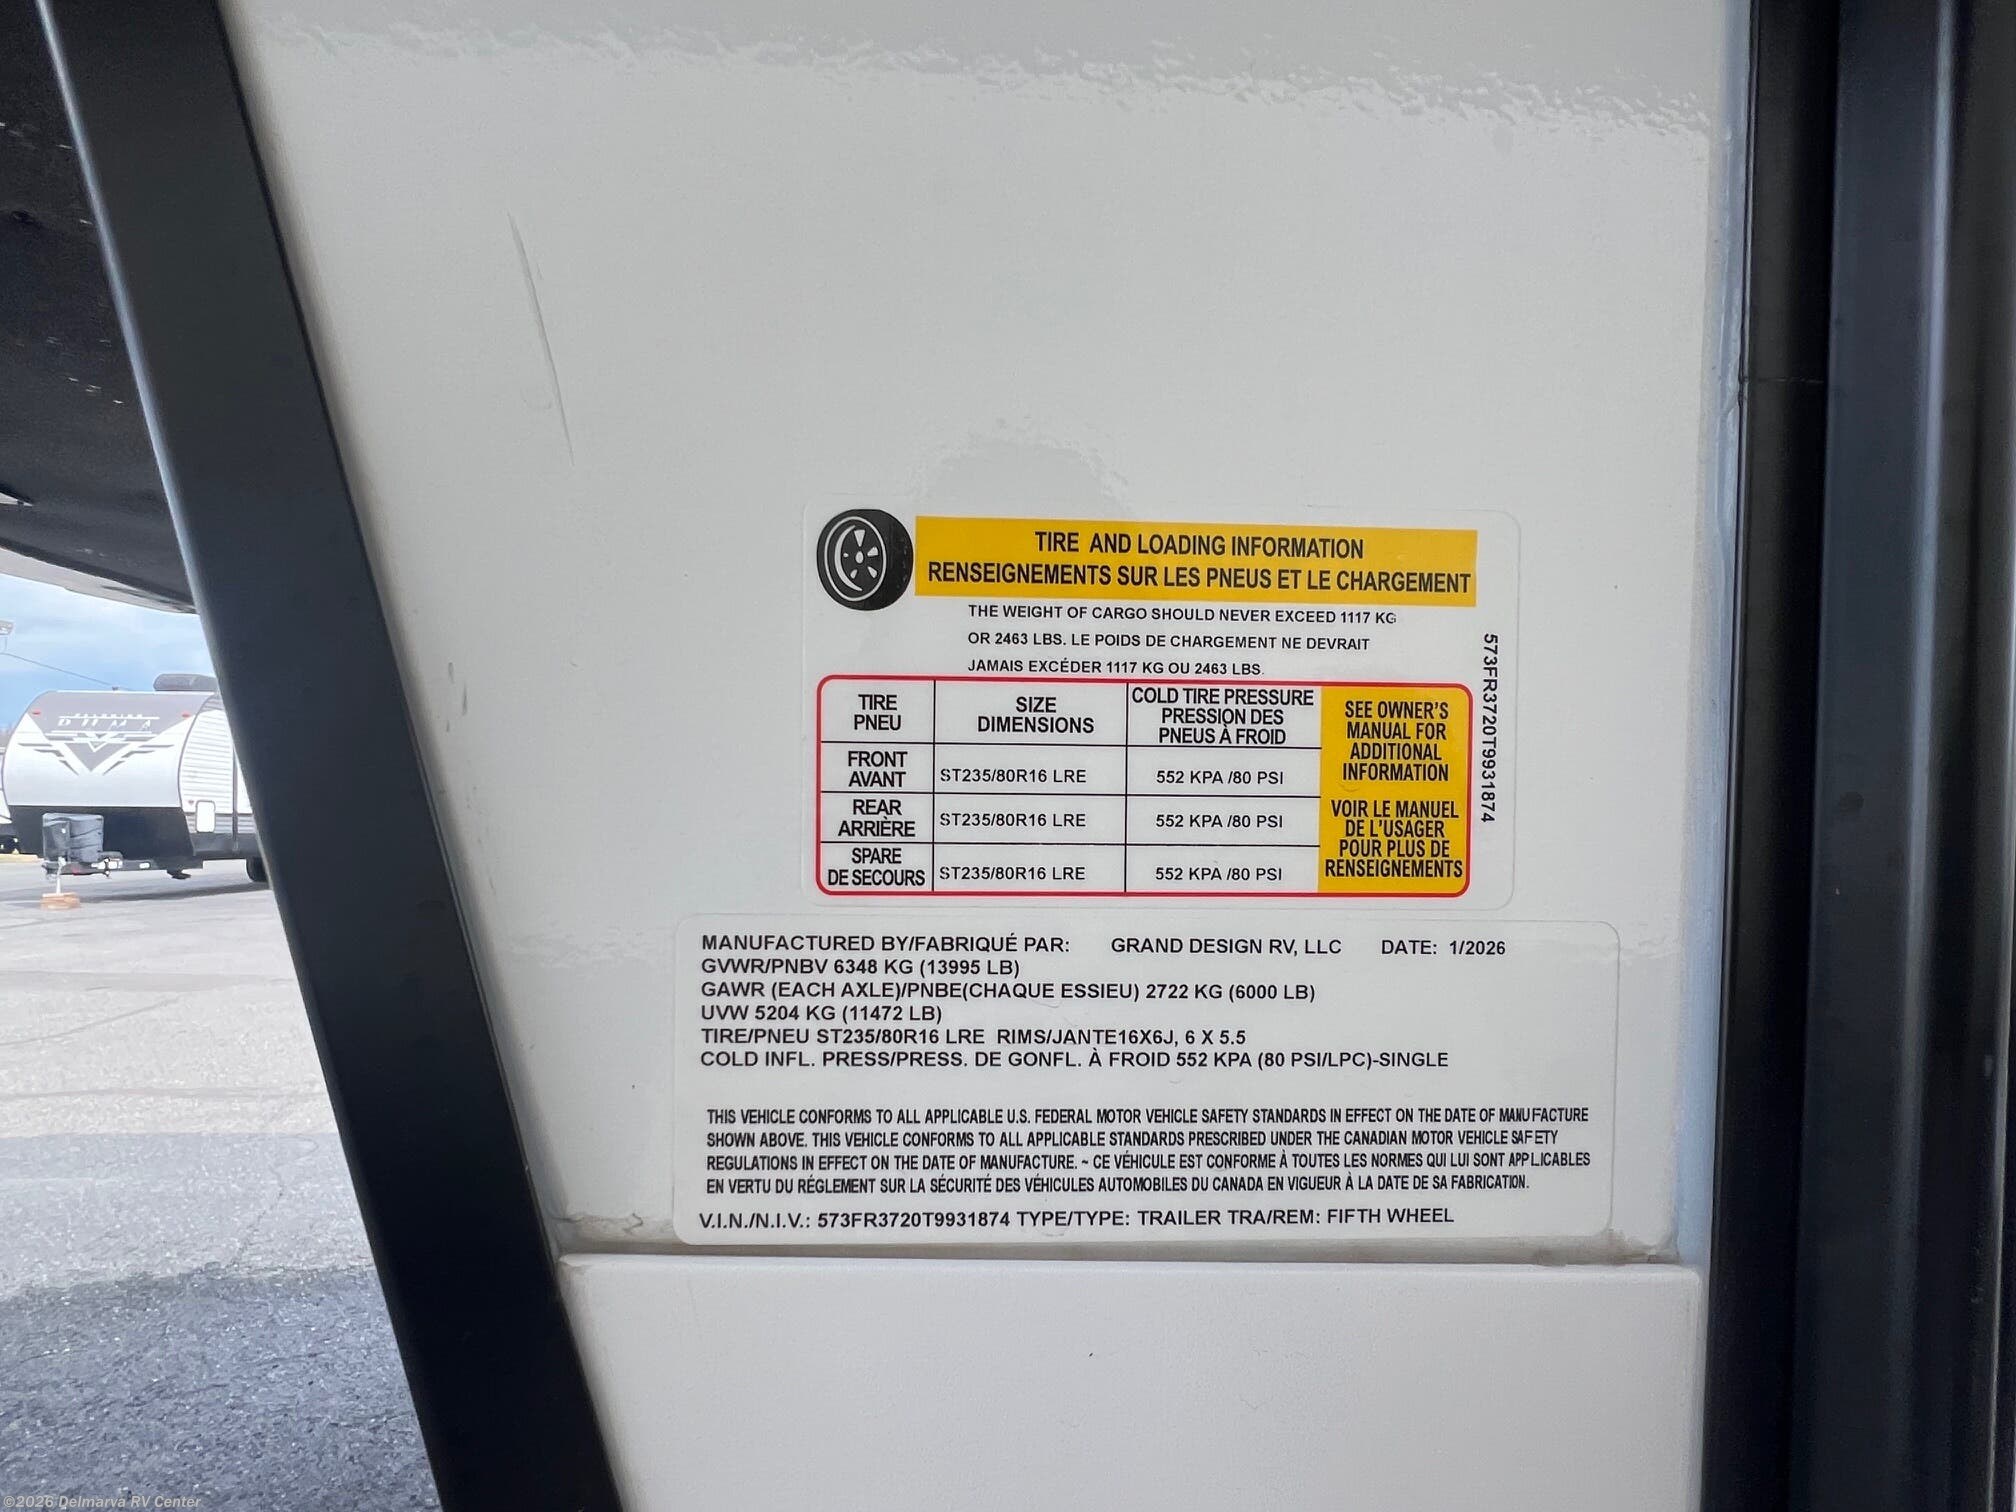 TIRE AND LOADING INFORMATION
RENSEIGNEMENTS SUR LES PNEUS ET LE CHARGEMENT
THE WEIGHT OF CARGO SHOULD NEVER EXCEED 1117 KG
OR 2463 LBS. LE POIDS DE CHARGEMENT NE DEVRAIT
JAMAIS EXCÉDER 1117 KG OU 2463 LBS.
TIRE
PNEU
SIZE
DIMENSIONS
COLD TIRE PRESSURE
PRESSION DES
PNEUS À FROID
FRONT
AVANT
ST235/80R16 LRE
552 KPA /80 PSI
REAR
ARRIÈRE
ST235/80R16 LRE
552 KPA /80 PSI
SPARE
DE SECOURS
ST235/80R16 LRE
552 KPA /80 PSI
SEE OWNER'S
MANUAL FOR
ADDITIONAL
INFORMATION
VOIR LE MANUEL
DE L'USAGER
POUR PLUS DE
RENSEIGNEMENTS
573FR3720T9931874
MANUFACTURED BY/FABRIQUÉ PAR: GRAND DESIGN RV, LLC DATE: 1/2026
GVWR/PNBV 6348 KG (13995 LB)
GAWR (EACH AXLE)/PNBE(CHAQUE ESSIEU) 2722 KG (6000 LB)
UVW 5204 KG (11472 LB)
TIRE/PNEU ST235/80R16 LRE RIMS/JANTE16X6J, 6 X 5.5
COLD INFL. PRESS/PRESS. DE GONFL. À FROID 552 KPA (80 PSI/LPC)-SINGLE
THIS VEHICLE CONFORMS TO ALL APPLICABLE U.S. FEDERAL MOTOR VEHICLE SAFETY STANDARDS IN EFFECT ON THE DATE OF MANUFACTURE
SHOWN ABOVE. THIS VEHICLE CONFORMS TO ALL APPLICABLE STANDARDS PRESCRIBED UNDER THE CANADIAN MOTOR VEHICLE SAFETY
REGULATIONS IN EFFECT ON THE DATE OF MANUFACTURE. ~ CE VÉHICULE EST CONFORME À TOUTES LES NORMES QUI LUI SONT APPLICABLES
EN VERTU DU RÉGLEMENT SUR LA SÉCURITÉ DES VÉHICULES AUTOMOBILES DU CANADA EN VIGUEUR À LA DATE DE SA FABRICATION.
V.I.N./N.I.V.: 573FR3720T9931874 TYPE/TYPE: TRAILER TRA/REM: FIFTH WHEEL
PUMA
©2026 Delmarva RV Center